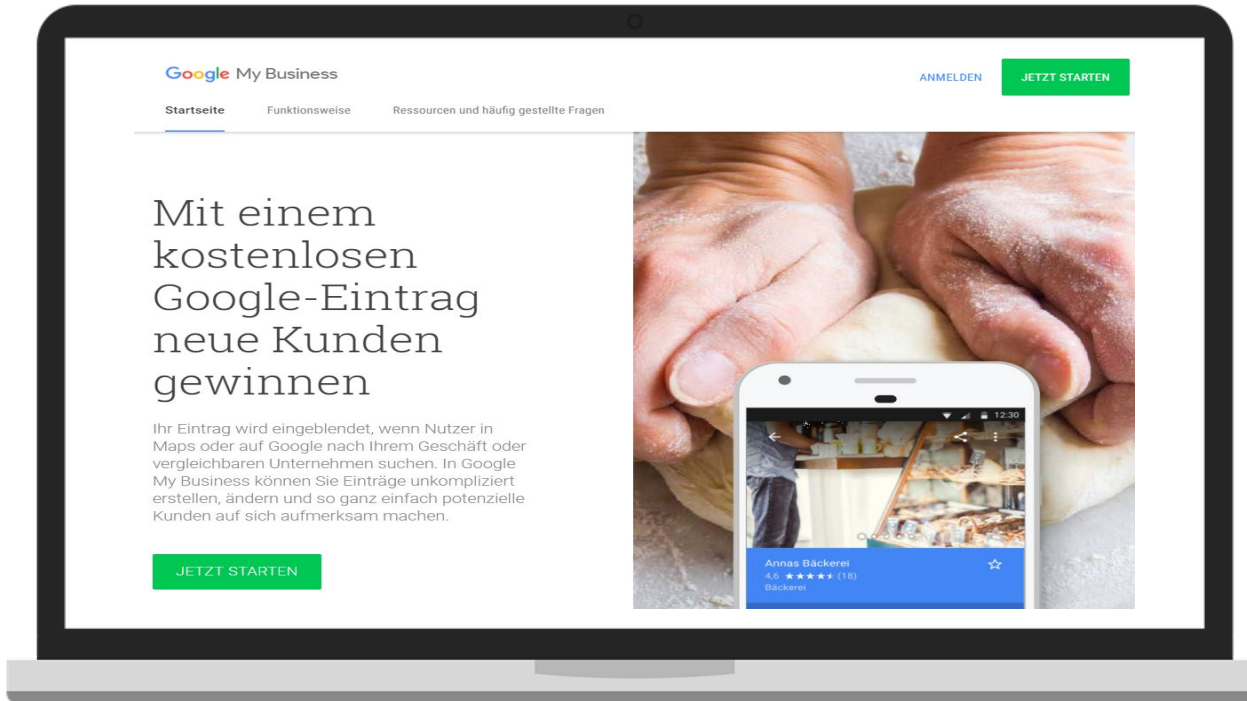 Google My Business
ANMELDEN
JETZT STARTEN
Startseite
Funktionsweise
Ressourcen und häufig gestellte Fragen
Mit einem
kostenlosen
Google-Eintrag
neue Kunden
gewinnen
Ihr Eintrag wird eingeblendet, wenn Nutzer in
Maps oder auf Google nach Ihrem Geschäft oder
vergleichbaren Unternehmen suchen. In Google
My Business können Sie Einträge unkompliziert
erstellen, ändern und so ganz einfach potenzielle
Kunden auf sich aufmerksam machen.
JETZT STARTEN
12:30
Annas Bäckerei
4,6 ★★★★★ (18)
Bäckerei